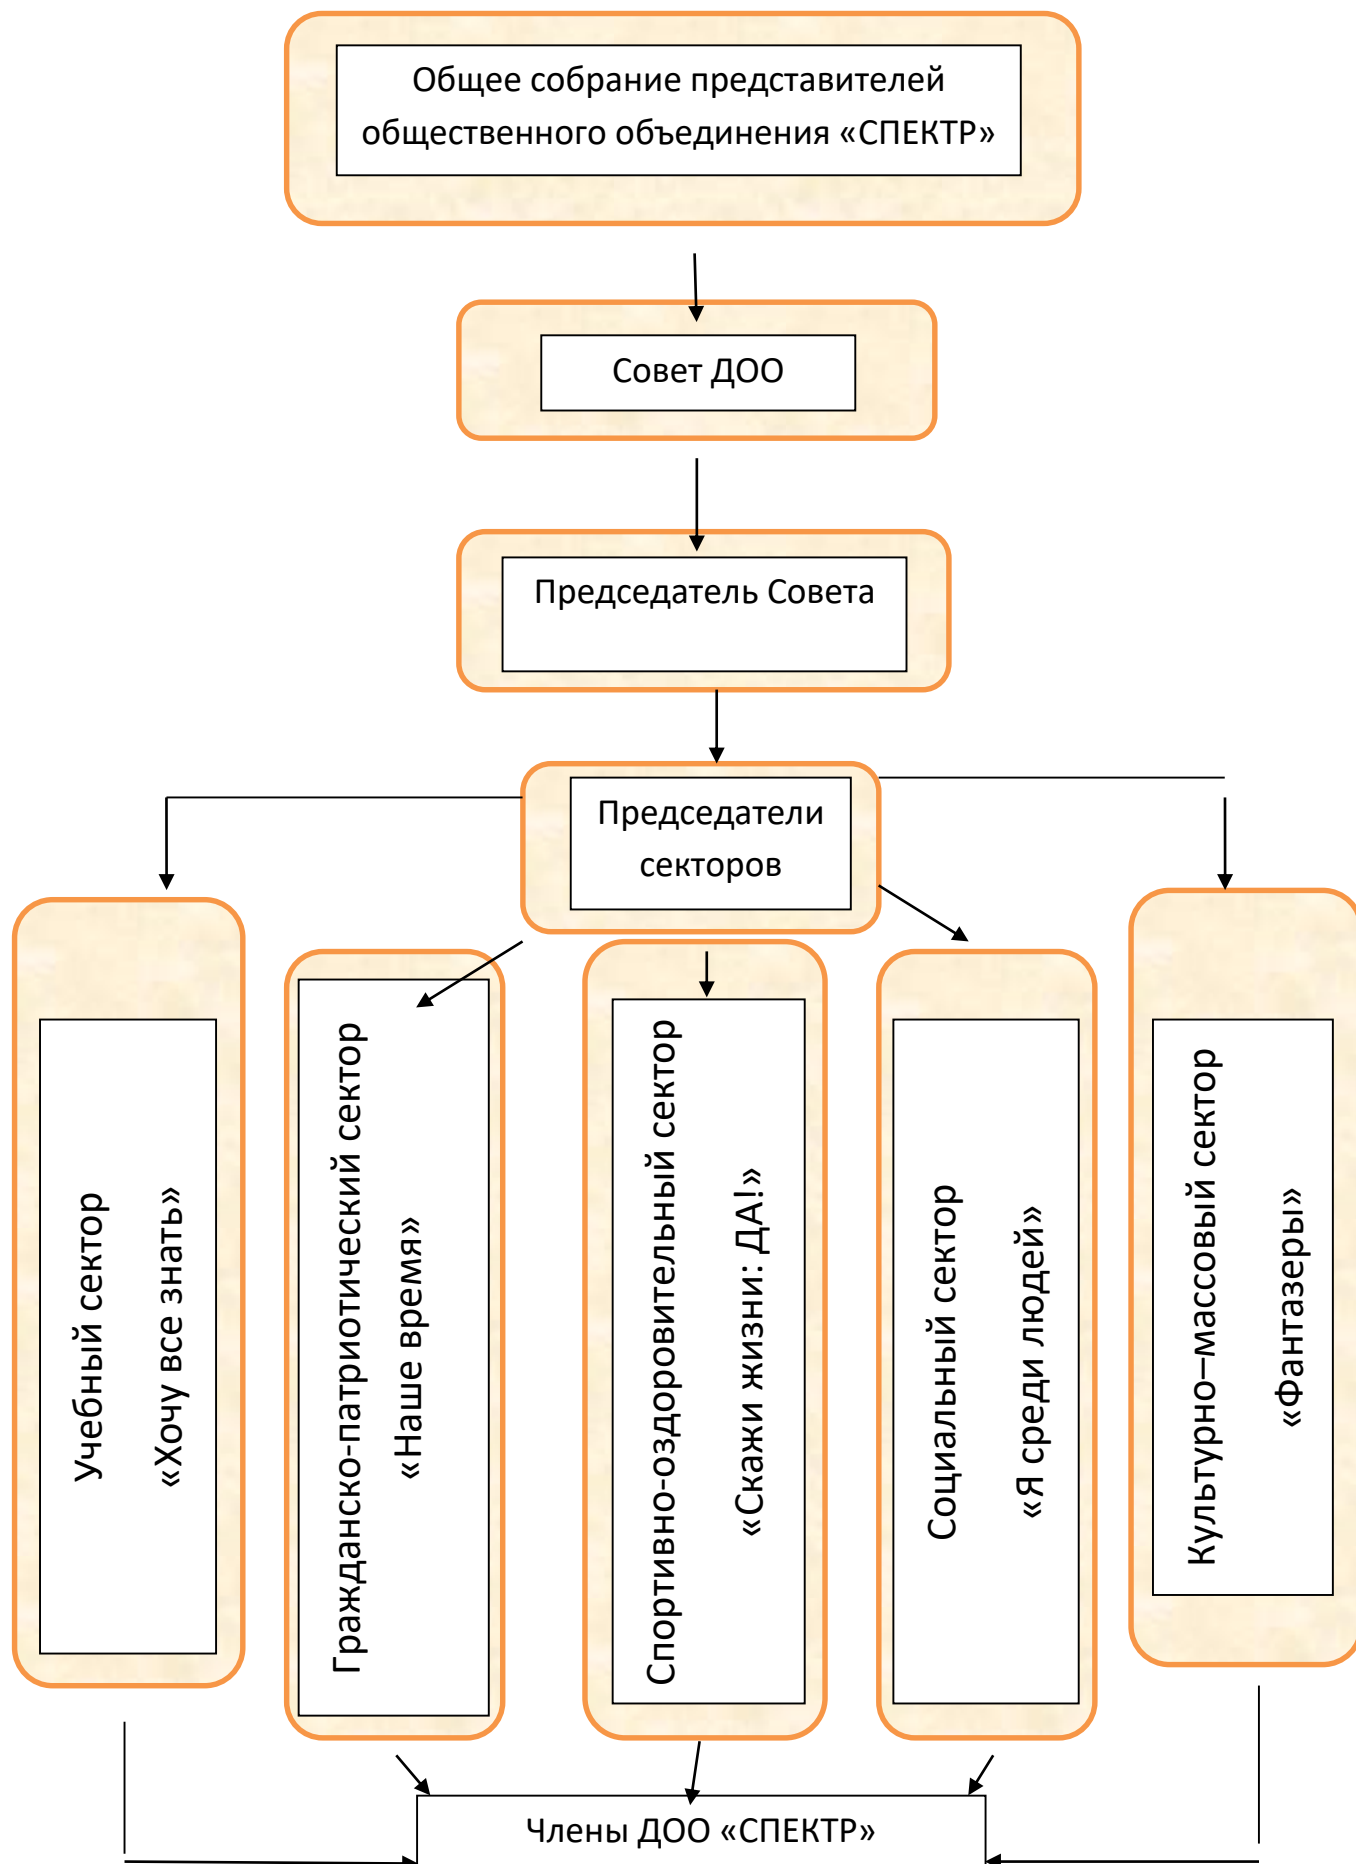 Общее собрание представителей
общественного объединения «СПЕКТР»
Совет ДОО
Председатель Совета
Председатели
секторов
Учебный сектор
«Хочу все знать»
Гражданско-патриотический сектор
«Наше время»
Спортивно-оздоровительный сектор
«Скажи жизни: ДА!»
Социальный сектор
«Я среди людей»
Культурно–массовый сектор
«Фантазеры»
Члены ДОО «СПЕКТР»